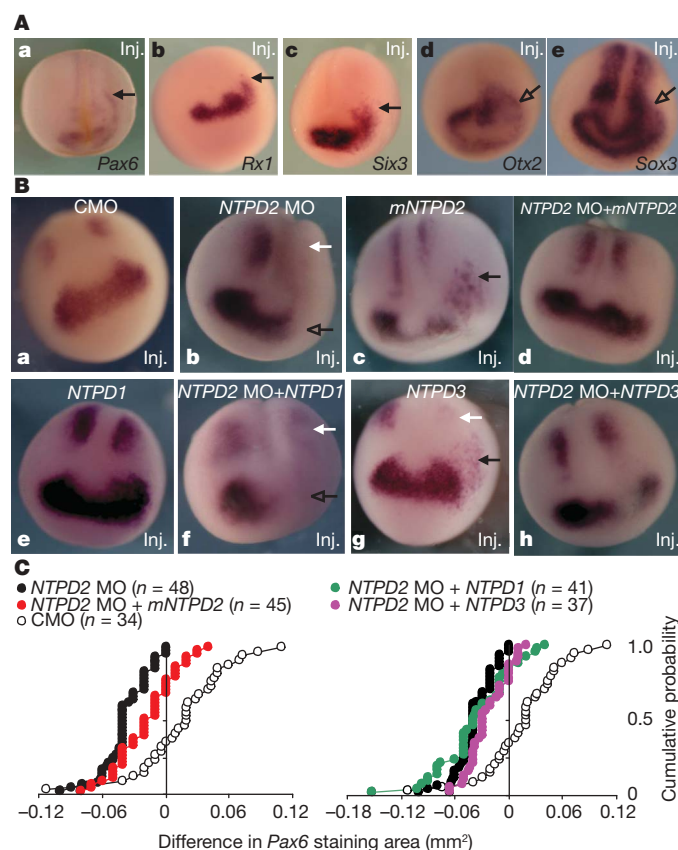 A
a Inj. b Inj. c Inj. d Inj. e Inj.
Pax6 Rx1 Six3 Otx2 Sox3
B
CMO NTPD2 MO mNTPD2 NTPD2 MO+mNTPD2
a Inj. b Inj. c Inj. d Inj.
NTPD1 NTPD2 MO+NTPD1 NTPD3 NTPD2 MO+NTPD3
e Inj. f Inj. g Inj. h Inj.
C
NTPD2 MO (n = 48) NTPD2 MO + NTPD1 (n = 41)
NTPD2 MO + mNTPD2 (n = 45) NTPD2 MO + NTPD3 (n = 37)
CMO (n = 34)
1.0
0.5
0
Cumulative probability
−0.12 −0.06 0 0.06 0.12 −0.18 −0.12 −0.06 0 0.06 0.12
Difference in Pax6 staining area (mm²)